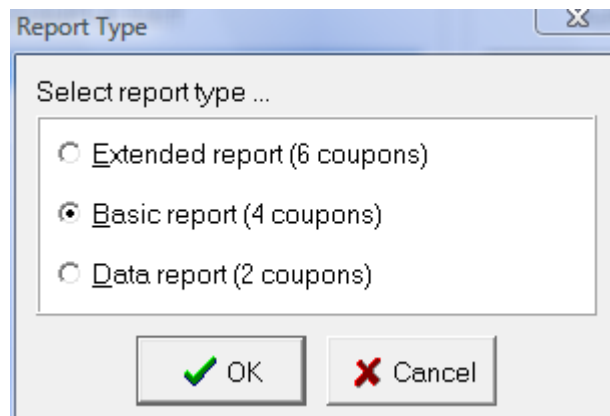 Report Type
Select report type ...
Extended report (6 coupons)
Basic report (4 coupons)
Data report (2 coupons)
OK Cancel